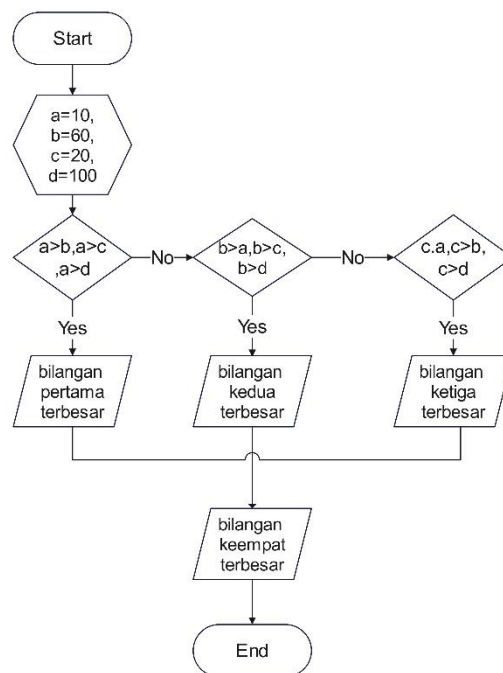 Start
a=10,
b=60,
c=20,
d=100
a>b,a>c
,a>d
No
b>a,b>c,
b>d
No
c.a,c>b,
c>d
Yes
Yes
Yes
bilangan
pertama
terbesar
bilangan
kedua
terbesar
bilangan
ketiga
terbesar
bilangan
keempat
terbesar
End